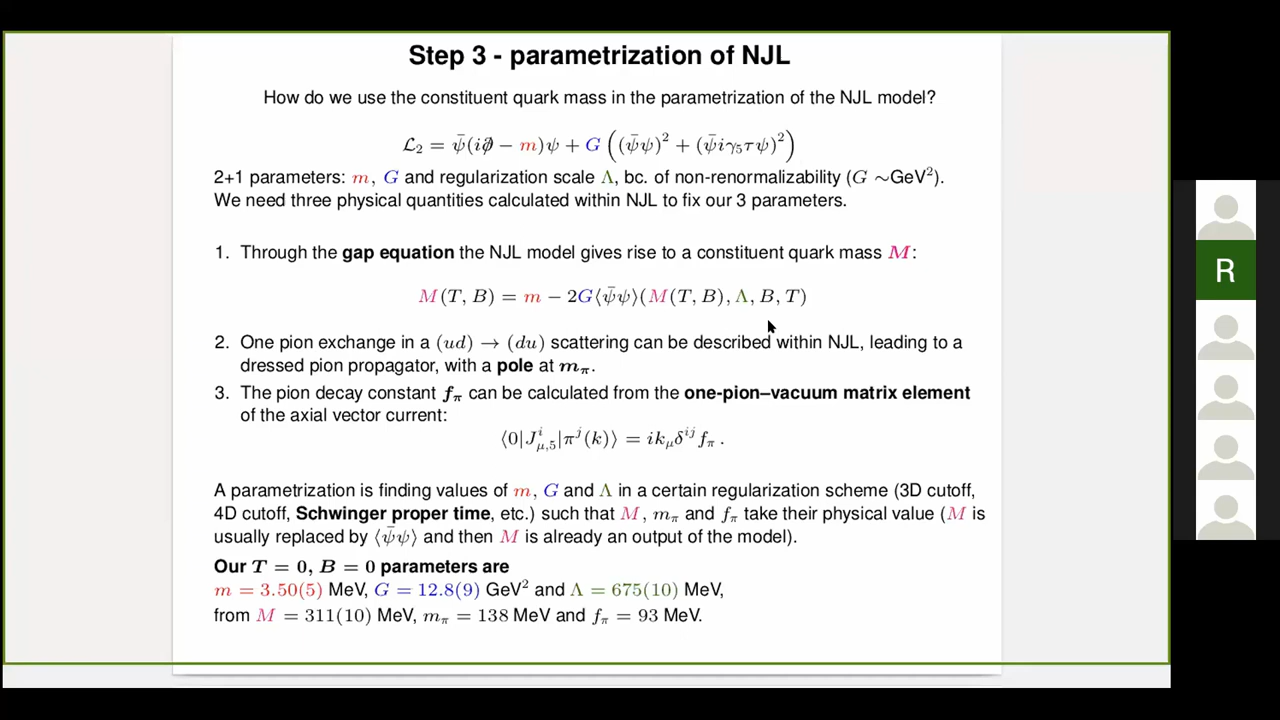 Step 3 - parametrization of NJL
How do we use the constituent quark mass in the parametrization of the NJL model?
ℒ₂ = ψ̄(i∂̸ − m)ψ + G ((ψ̄ψ)² + (ψ̄iγ₅τψ)²)
2+1 parameters: m, G and regularization scale Λ, bc. of non-renormalizability (G ∼GeV²).
We need three physical quantities calculated within NJL to fix our 3 parameters.
1. Through the gap equation the NJL model gives rise to a constituent quark mass M:
M(T, B) = m − 2G⟨ψ̄ψ⟩(M(T, B), Λ, B, T)
2. One pion exchange in a (ud) → (du) scattering can be described within NJL, leading to a
dressed pion propagator, with a pole at mπ.
3. The pion decay constant fπ can be calculated from the one-pion–vacuum matrix element
of the axial vector current:
⟨0|J^i_{μ,5}|π^j(k)⟩ = ik_μδ^{ij}fπ .
A parametrization is finding values of m, G and Λ in a certain regularization scheme (3D cutoff,
4D cutoff, Schwinger proper time, etc.) such that M, mπ and fπ take their physical value (M is
usually replaced by ⟨ψ̄ψ⟩ and then M is already an output of the model).
Our T = 0, B = 0 parameters are
m = 3.50(5) MeV, G = 12.8(9) GeV² and Λ = 675(10) MeV,
from M = 311(10) MeV, mπ = 138 MeV and fπ = 93 MeV.
R